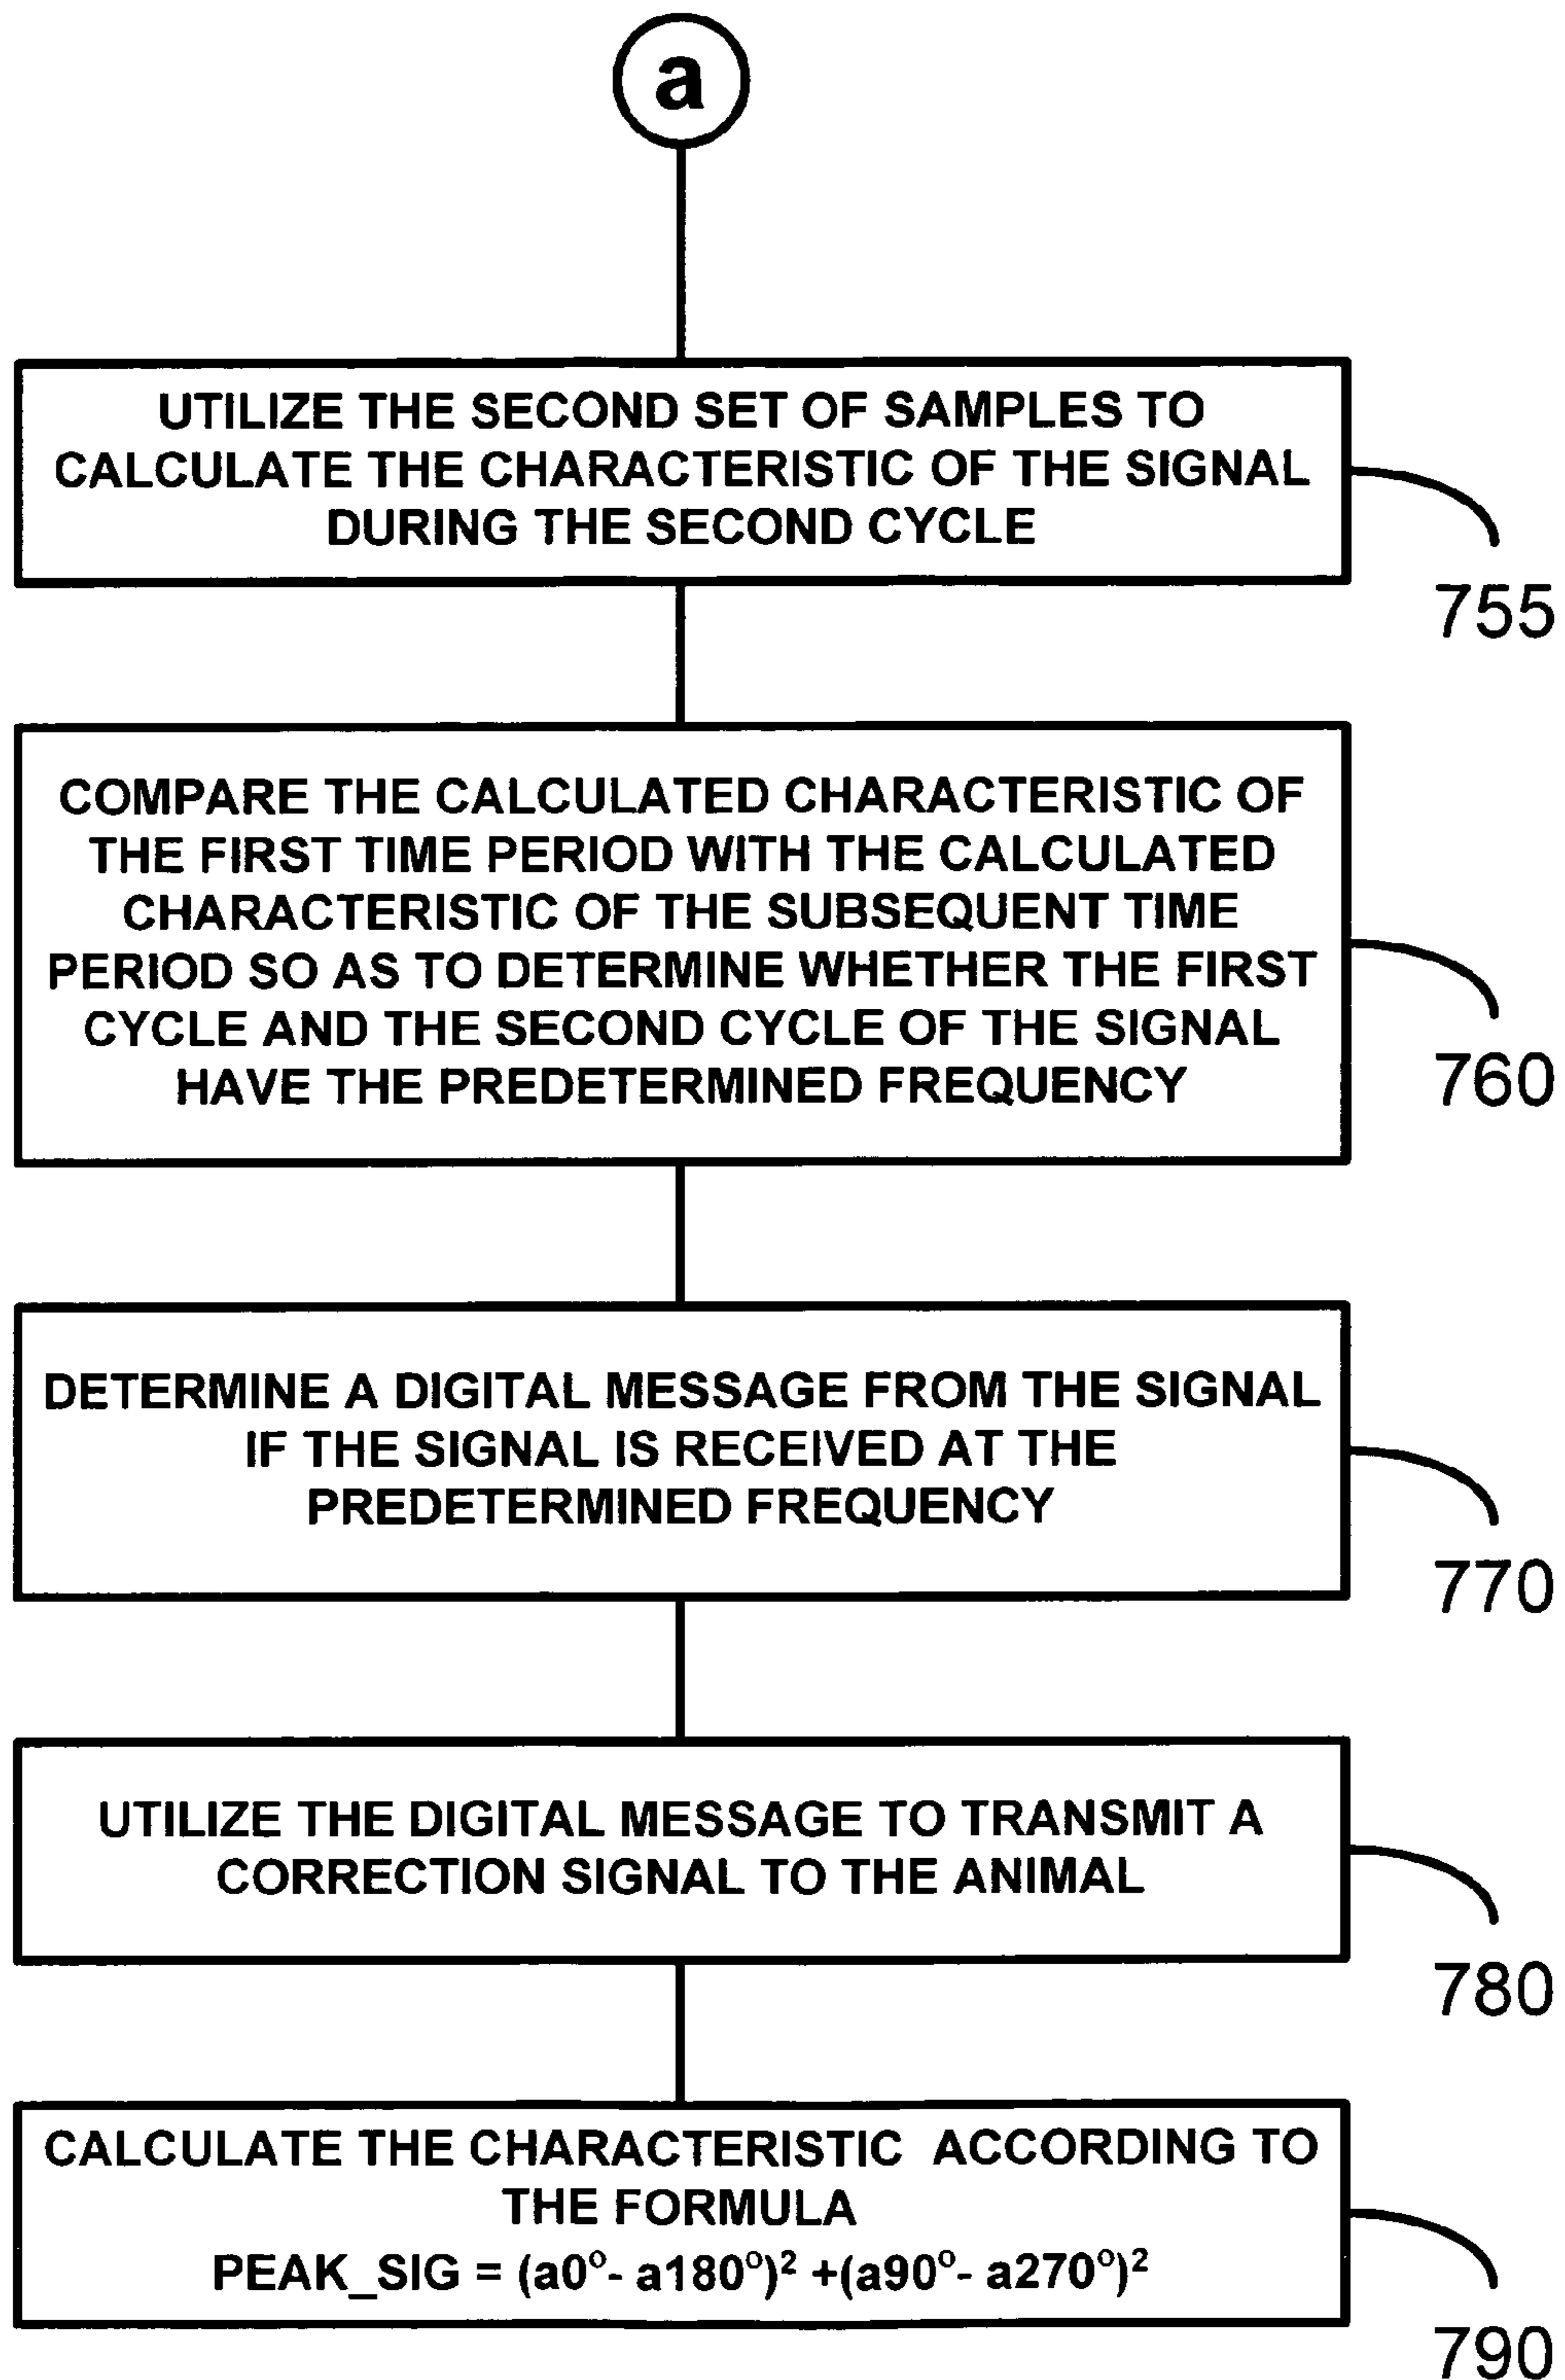 a
UTILIZE THE SECOND SET OF SAMPLES TO
CALCULATE THE CHARACTERISTIC OF THE SIGNAL
DURING THE SECOND CYCLE
755
COMPARE THE CALCULATED CHARACTERISTIC OF
THE FIRST TIME PERIOD WITH THE CALCULATED
CHARACTERISTIC OF THE SUBSEQUENT TIME
PERIOD SO AS TO DETERMINE WHETHER THE FIRST
CYCLE AND THE SECOND CYCLE OF THE SIGNAL
HAVE THE PREDETERMINED FREQUENCY
760
DETERMINE A DIGITAL MESSAGE FROM THE SIGNAL
IF THE SIGNAL IS RECEIVED AT THE
PREDETERMINED FREQUENCY
770
UTILIZE THE DIGITAL MESSAGE TO TRANSMIT A
CORRECTION SIGNAL TO THE ANIMAL
780
CALCULATE THE CHARACTERISTIC ACCORDING TO
THE FORMULA
PEAK_SIG = (a0°- a180°)² +(a90°- a270°)²
790